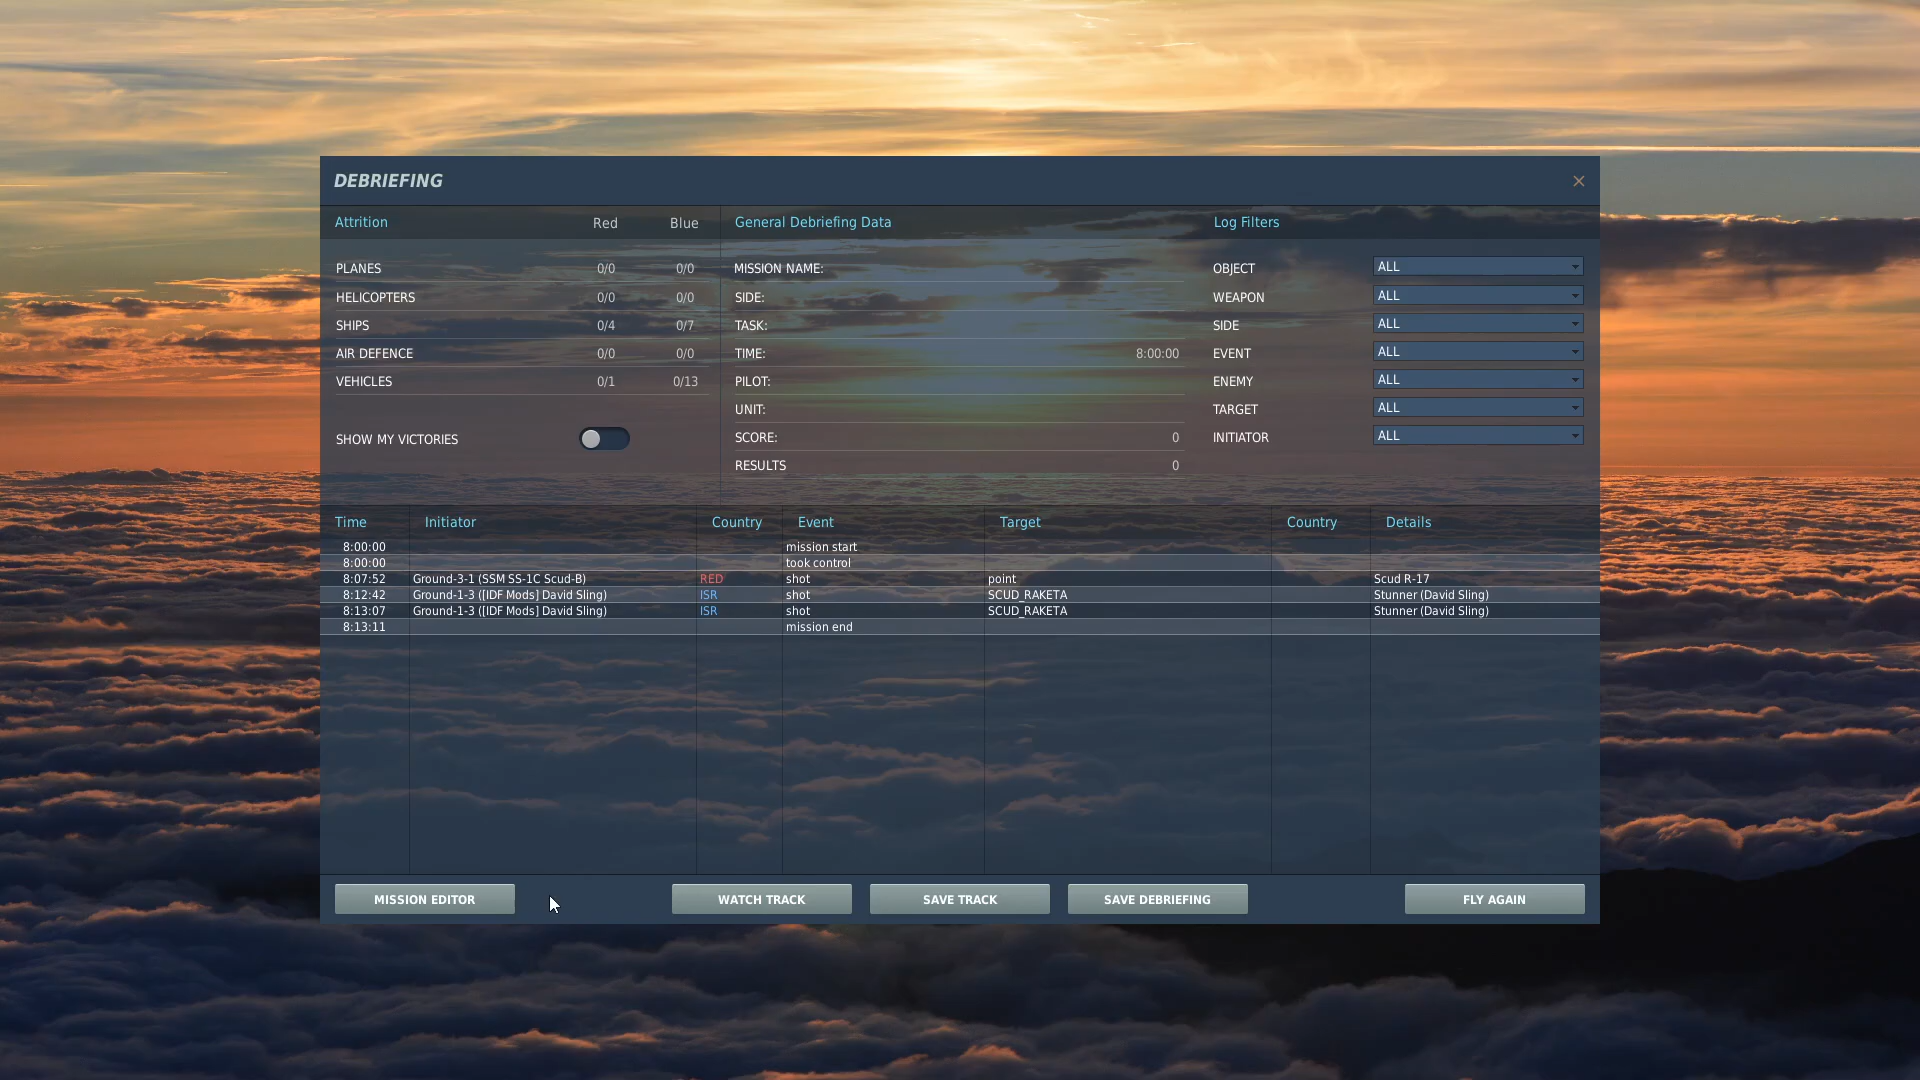 DEBRIEFING
Attrition Red Blue General Debriefing Data Log Filters
PLANES 0/0 0/0 MISSION NAME: OBJECT ALL
HELICOPTERS 0/0 0/0 SIDE: WEAPON ALL
SHIPS 0/4 0/7 TASK: SIDE ALL
AIR DEFENCE 0/0 0/0 TIME: 8:00:00 EVENT ALL
VEHICLES 0/1 0/13 PILOT: ENEMY ALL
UNIT: TARGET ALL
SHOW MY VICTORIES SCORE: 0 INITIATOR ALL
RESULTS 0
Time Initiator Country Event Target Country Details
8:00:00 mission start
8:00:00 took control
8:07:52 Ground-3-1 (SSM SS-1C Scud-B) RED shot point Scud R-17
8:12:42 Ground-1-3 ([IDF Mods] David Sling) ISR shot SCUD_RAKETA Stunner (David Sling)
8:13:07 Ground-1-3 ([IDF Mods] David Sling) ISR shot SCUD_RAKETA Stunner (David Sling)
8:13:11 mission end
MISSION EDITOR WATCH TRACK SAVE TRACK SAVE DEBRIEFING FLY AGAIN